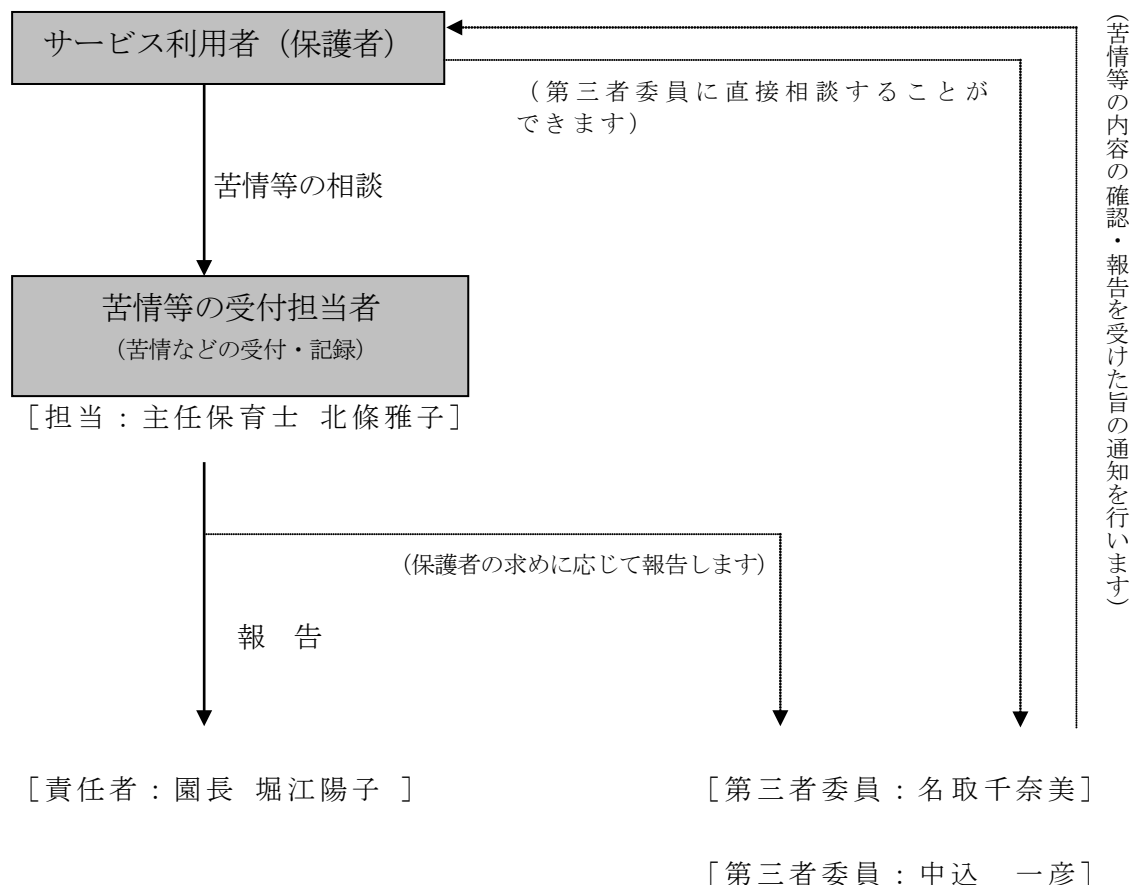 サービス利用者（保護者）
（第三者委員に直接相談することが
できます）
苦情等の相談
苦情等の受付担当者
（苦情などの受付・記録）
［担当：主任保育士 北條雅子］
（保護者の求めに応じて報告します）
報　告
［責任者：園長 堀江陽子 ］
［第三者委員：名取千奈美］
［第三者委員：中込　一彦］
（苦情等の内容の確認・報告を受けた旨の通知を行います）